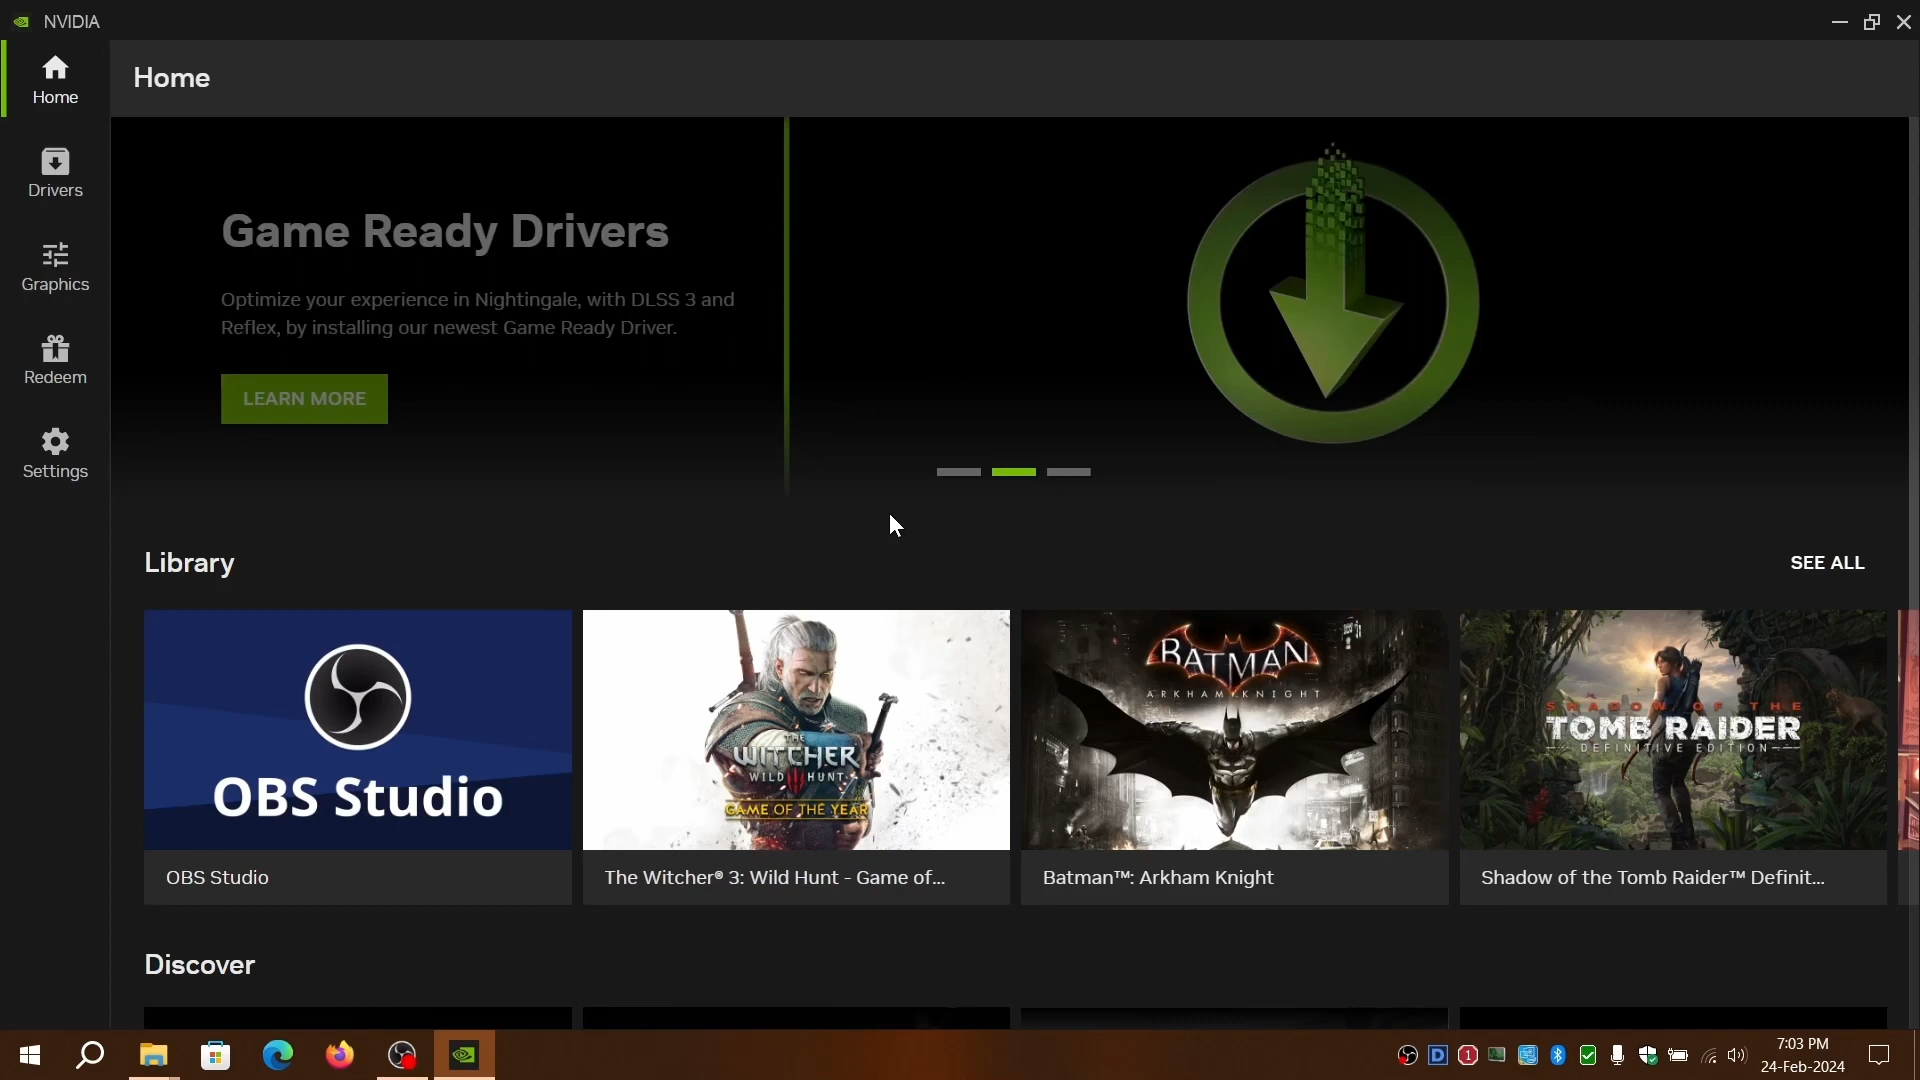 NVIDIA
Home
Home
Drivers
Graphics
Redeem
Settings
Game Ready Drivers
Optimize your experience in Nightingale, with DLSS 3 and
Reflex, by installing our newest Game Ready Driver.
LEARN MORE
Library
SEE ALL
OBS Studio
THE
WITCHER
WILD HUNT
GAME OF THE YEAR
BATMAN
ARKHAM KNIGHT
SHADOW OF THE
TOMB RAIDER
DEFINITIVE EDITION
OBS Studio
The Witcher® 3: Wild Hunt - Game of...
Batman™: Arkham Knight
Shadow of the Tomb Raider™ Definit...
Discover
D
1
7:03 PM
24-Feb-2024